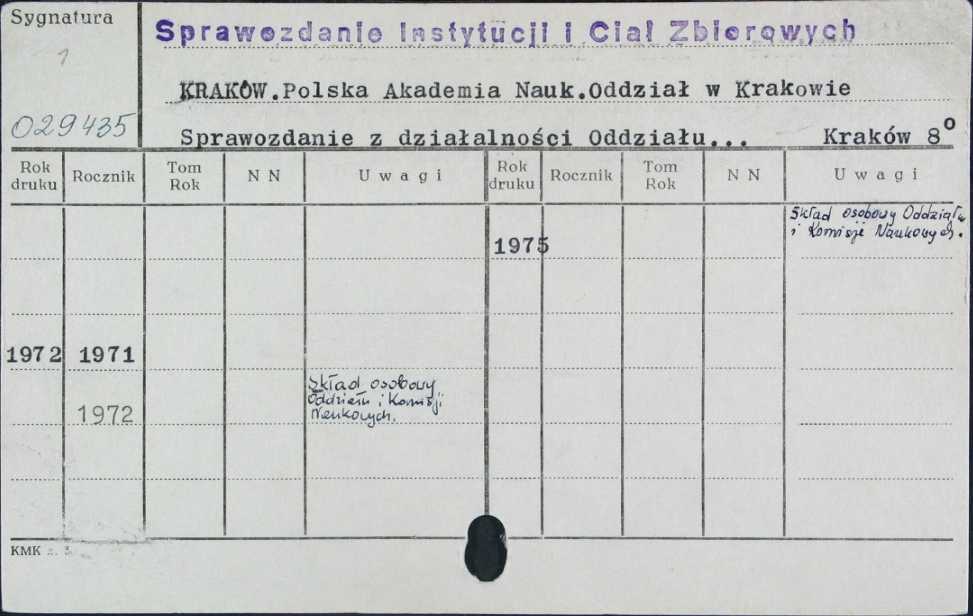 Sygnatura
1
029435
Sprawozdanie Instytucji i Ciał Zbiorowych
KRAKÓW.Polska Akademia Nauk.Oddział w Krakowie
Sprawozdanie z działalności Oddziału... Kraków 8°
Rok druku Rocznik Tom Rok N N Uwagi Rok druku Rocznik Tom Rok N N Uwagi
Skład osobowy Oddziału
i Komisji Naukowych.
1975
1972 1971
Skład osobowy
Oddziału i Komisji
Naukowych.
1972
KMK z. 3